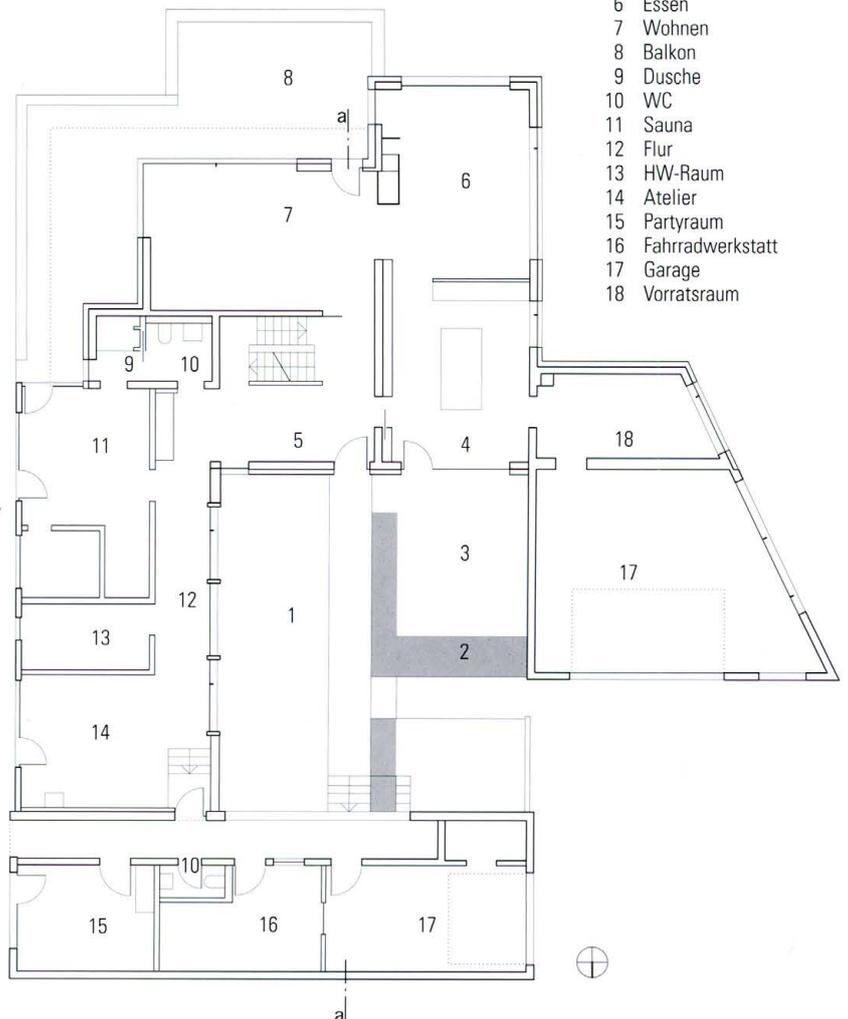 6 Essen
7 Wohnen
8 Balkon
9 Dusche
10 WC
11 Sauna
12 Flur
13 HW-Raum
14 Atelier
15 Partyraum
16 Fahrradwerkstatt
17 Garage
18 Vorratsraum
8
a
6
7
9 10
11
5
4
18
3
17
12
1
13
2
14
10
15
16
17
a